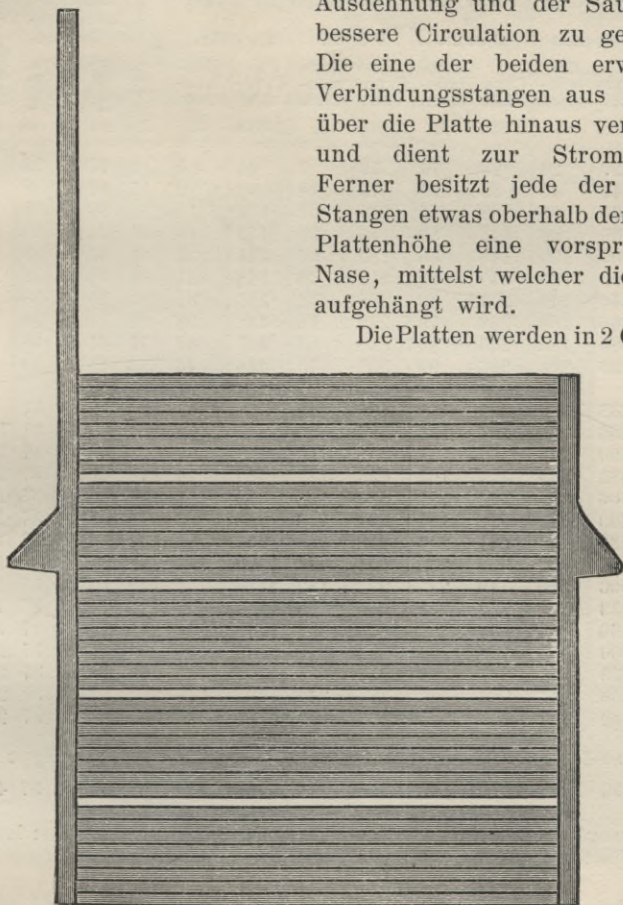 Ausdehnung und der Säu
bessere Circulation zu ge
Die eine der beiden erv
Verbindungsstangen aus
über die Platte hinaus ver
und dient zur Strom
Ferner besitzt jede der
Stangen etwas oberhalb der
Plattenhöhe eine vorspr
Nase, mittelst welcher die
aufgehängt wird.
Die Platten werden in 2